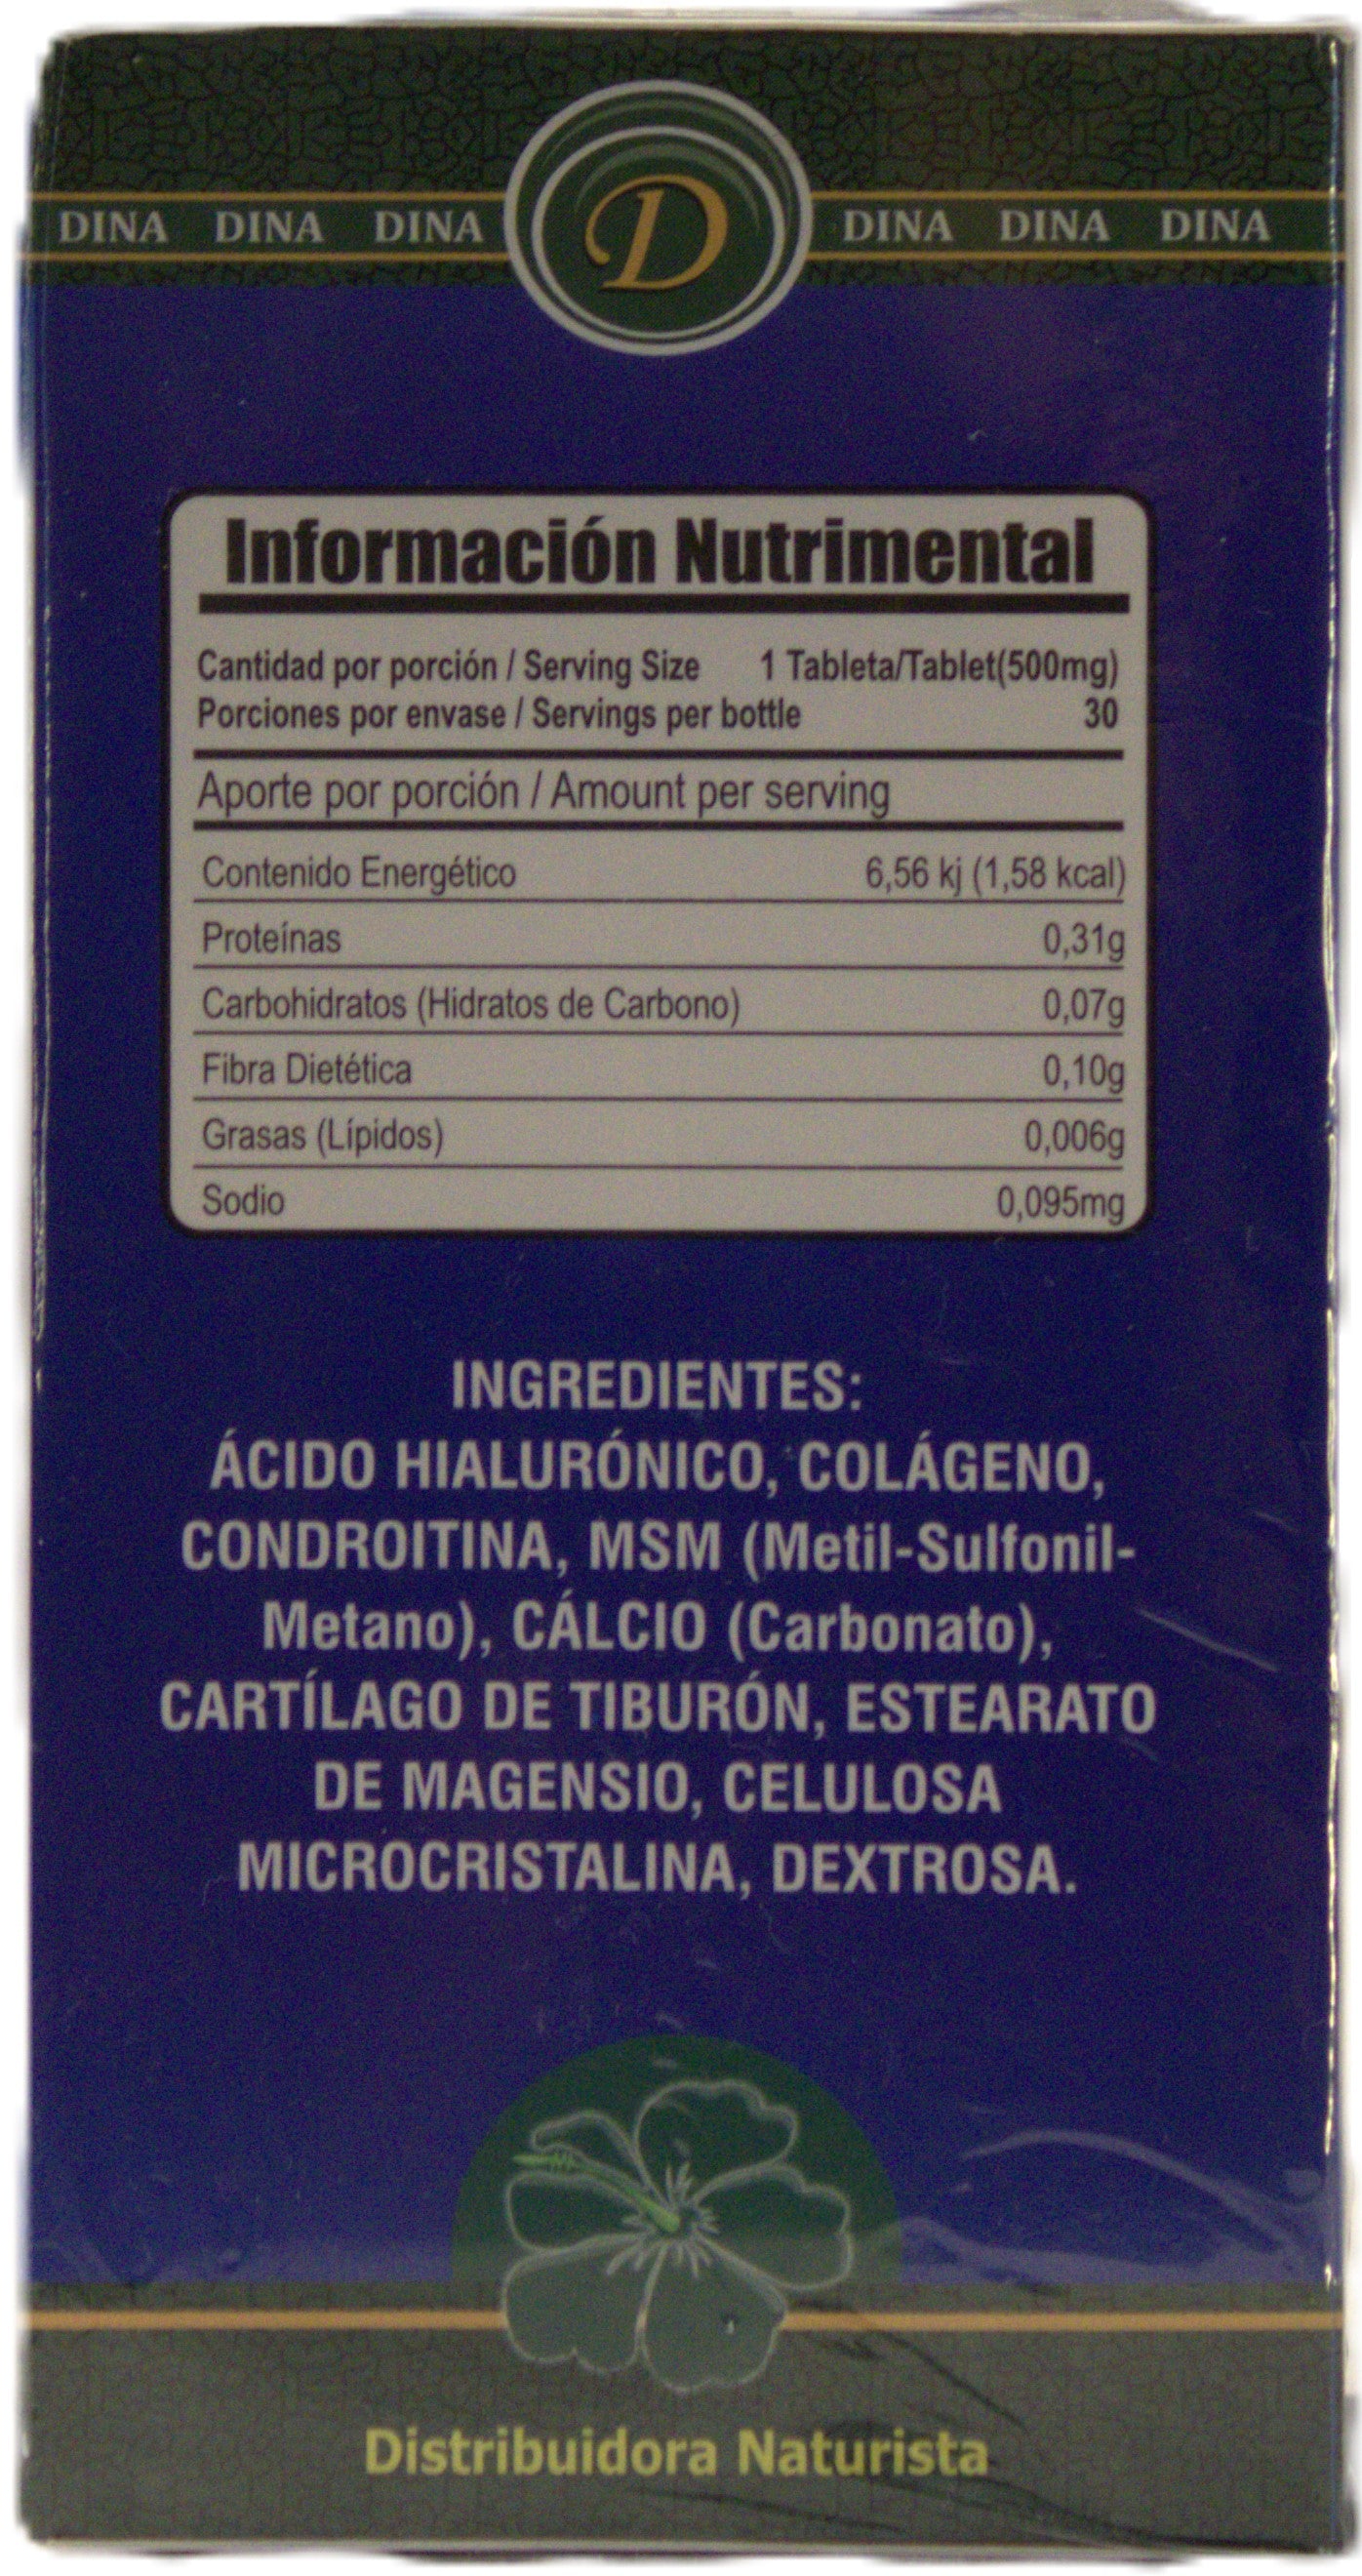 DINA DINA DINA D DINA DINA DINA
Información Nutrimental
Cantidad por porción / Serving Size 1 Tableta/Tablet(500mg)
Porciones por envase / Servings per bottle 30
Aporte por porción / Amount per serving
Contenido Energético 6,56 kj (1,58 kcal)
Proteínas 0,31g
Carbohidratos (Hidratos de Carbono) 0,07g
Fibra Dietética 0,10g
Grasas (Lípidos) 0,006g
Sodio 0,095mg
INGREDIENTES:
ÁCIDO HIALURÓNICO, COLÁGENO,
CONDROITINA, MSM (Metil-Sulfonil-
Metano), CÁLCIO (Carbonato),
CARTÍLAGO DE TIBURÓN, ESTEARATO
DE MAGENSIO, CELULOSA
MICROCRISTALINA, DEXTROSA.
Distribuidora Naturista